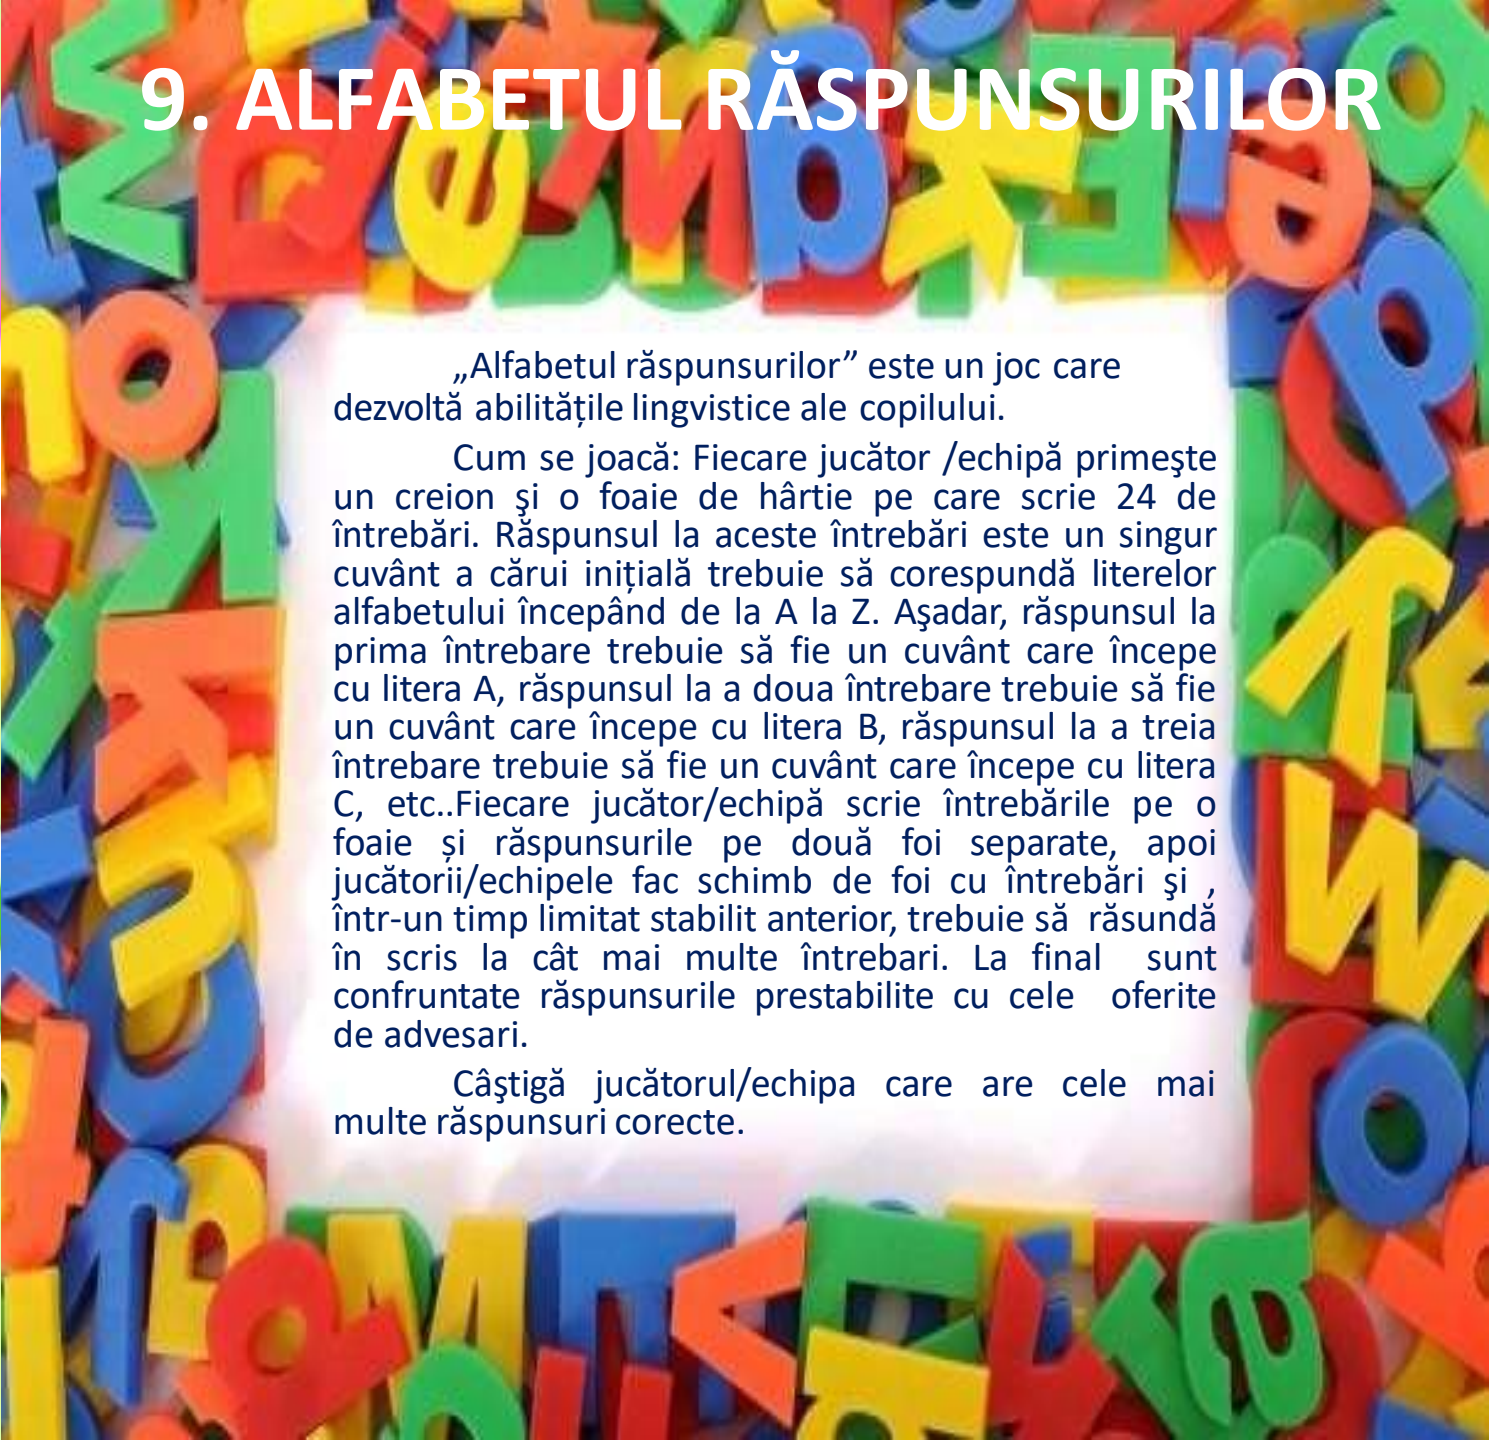 9. ALFABETUL RĂSPUNSURILOR
„Alfabetul răspunsurilor” este un joc care
dezvoltă abilitățile lingvistice ale copilului.
Cum se joacă: Fiecare jucător /echipă primeşte
un creion şi o foaie de hârtie pe care scrie 24 de
întrebări. Răspunsul la aceste întrebări este un singur
cuvânt a cărui inițială trebuie să corespundă literelor
alfabetului începând de la A la Z. Aşadar, răspunsul la
prima întrebare trebuie să fie un cuvânt care începe
cu litera A, răspunsul la a doua întrebare trebuie să fie
un cuvânt care începe cu litera B, răspunsul la a treia
întrebare trebuie să fie un cuvânt care începe cu litera
C, etc..Fiecare jucător/echipă scrie întrebările pe o
foaie și răspunsurile pe două foi separate, apoi
jucătorii/echipele fac schimb de foi cu întrebări şi ,
într-un timp limitat stabilit anterior, trebuie să răsundă
în scris la cât mai multe întrebari. La final sunt
confruntate răspunsurile prestabilite cu cele oferite
de advesari.
Câştigă jucătorul/echipa care are cele mai
multe răspunsuri corecte.